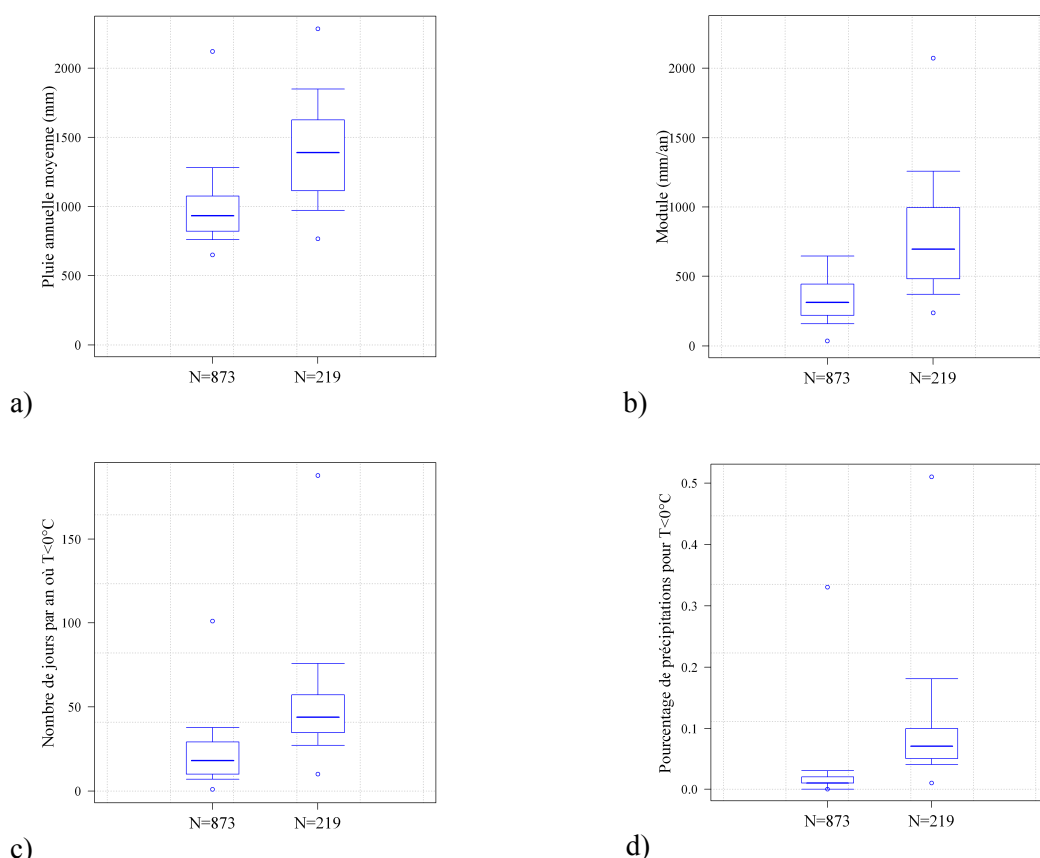 Pluie annuelle moyenne (mm)
2000
1500
1000
500
0
N=873 N=219
a)
Module (mm/an)
2000
1500
1000
500
0
N=873 N=219
b)
Nombre de jours par an où T<0°C
150
100
50
0
N=873 N=219
c)
Pourcentage de précipitations pour T<0°C
0.5
0.4
0.3
0.2
0.1
0.0
N=873 N=219
d)